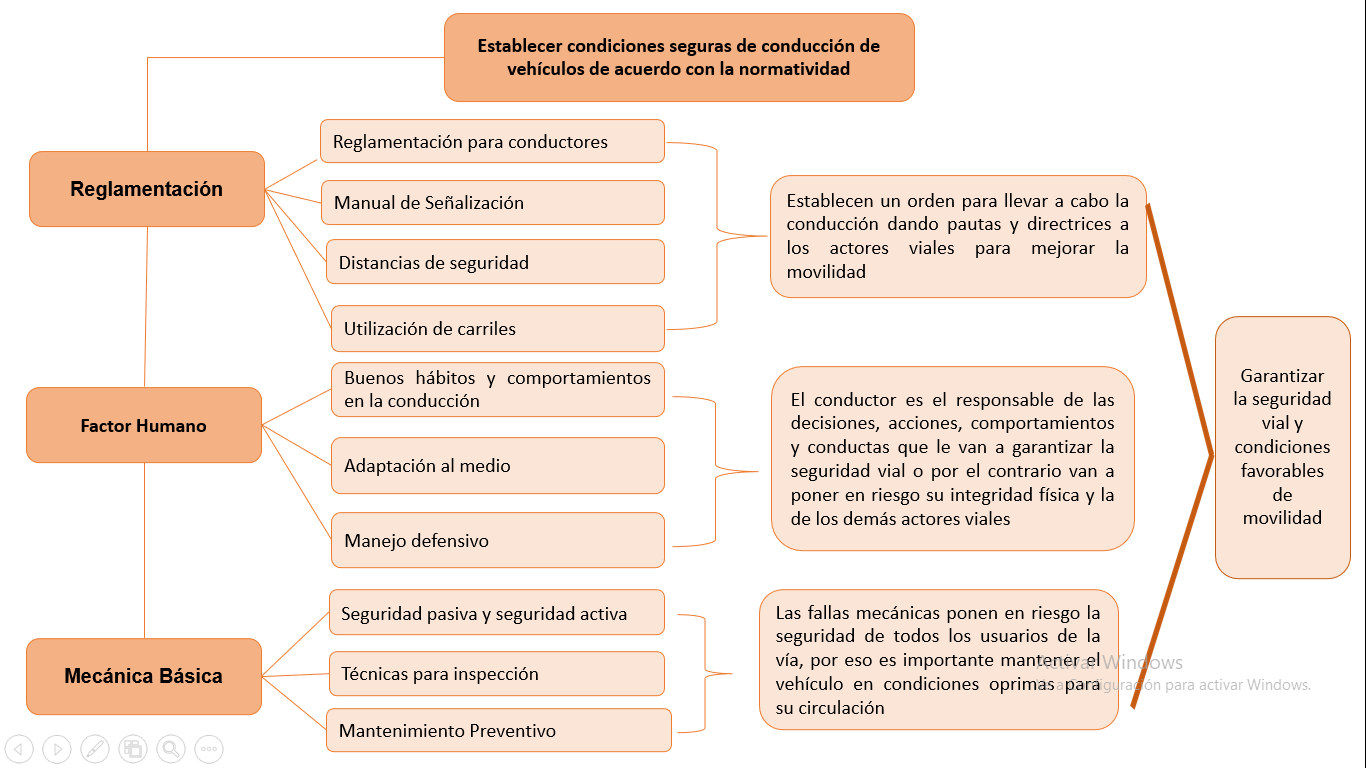 Establecer condiciones seguras de conducción de
vehículos de acuerdo con la normatividad
Reglamentación
Reglamentación para conductores
Manual de Señalización
Distancias de seguridad
Utilización de carriles
Establecen un orden para llevar a cabo la
conducción dando pautas y directrices a
los actores viales para mejorar la
movilidad
Factor Humano
Buenos hábitos y comportamientos
en la conducción
Adaptación al medio
Manejo defensivo
El conductor es el responsable de las
decisiones, acciones, comportamientos
y conductas que le van a garantizar la
seguridad vial o por el contrario van a
poner en riesgo su integridad física y la
de los demás actores viales
Mecánica Básica
Seguridad pasiva y seguridad activa
Técnicas para inspección
Mantenimiento Preventivo
Las fallas mecánicas ponen en riesgo la
seguridad de todos los usuarios de la
vía, por eso es importante mantener el
vehículo en condiciones oprimas para
su circulación
Garantizar
la seguridad
vial y
condiciones
favorables
de
movilidad
Activar Windows
Ve a Configuración para activar Windows.